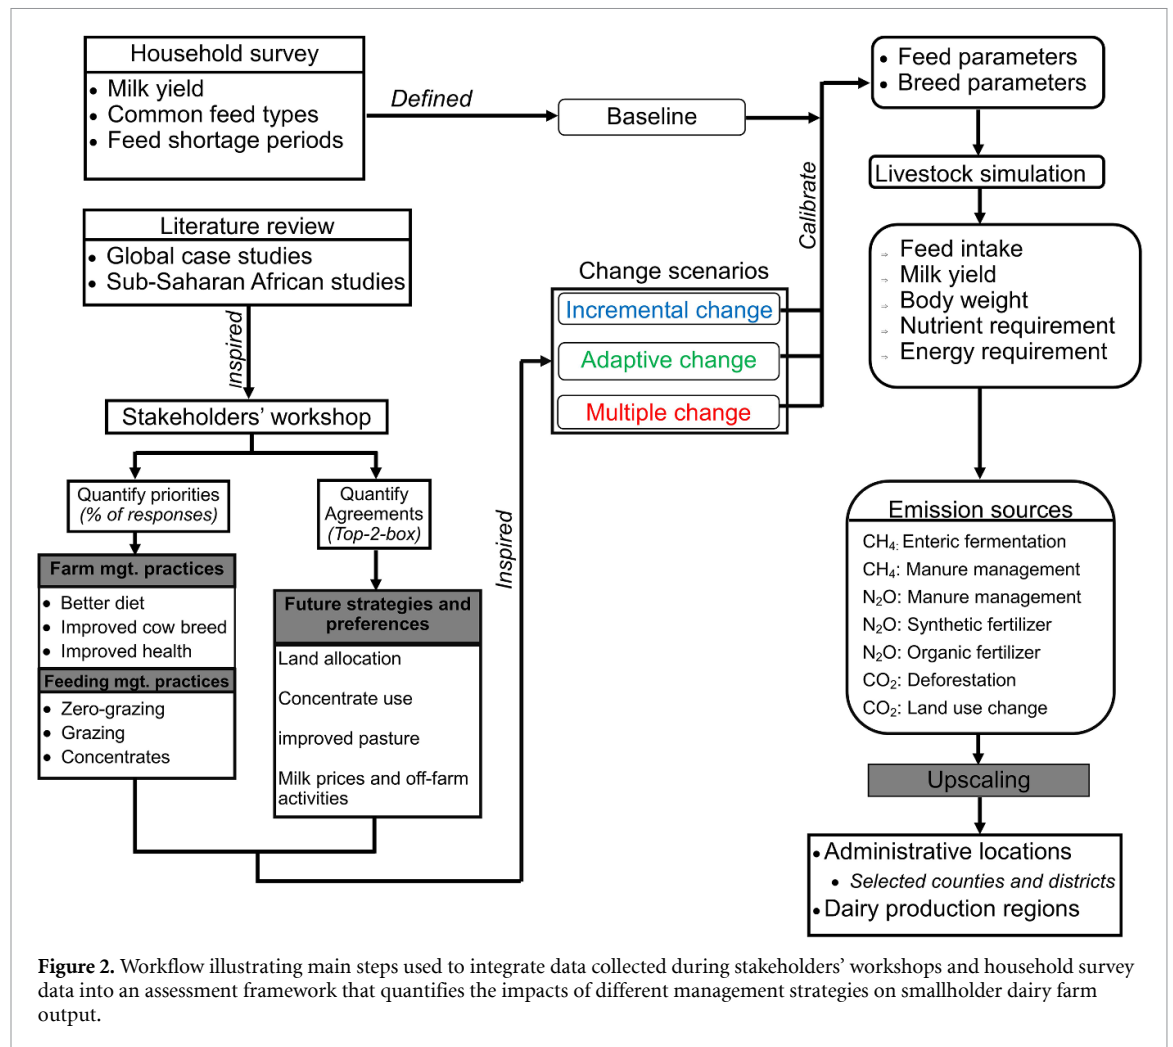 Household survey
• Milk yield
• Common feed types
• Feed shortage periods
Defined
Baseline
• Feed parameters
• Breed parameters
Calibrate
Livestock simulation
Literature review
• Global case studies
• Sub-Saharan African studies
Inspired
⇒ Feed intake
⇒ Milk yield
⇒ Body weight
⇒ Nutrient requirement
⇒ Energy requirement
Change scenarios
Incremental change
Adaptive change
Multiple change
Stakeholders’ workshop
Quantify priorities
(% of responses)
Quantify
Agreements
(Top-2-box)
Inspired
Farm mgt. practices
• Better diet
• Improved cow breed
• Improved health
Feeding mgt. practices
• Zero-grazing
• Grazing
• Concentrates
Future strategies and
preferences
Land allocation
Concentrate use
improved pasture
Milk prices and off-farm
activities
Emission sources
CH₄: Enteric fermentation
CH₄: Manure management
N₂O: Manure management
N₂O: Synthetic fertilizer
N₂O: Organic fertilizer
CO₂: Deforestation
CO₂: Land use change
Upscaling
• Administrative locations
• Selected counties and districts
• Dairy production regions
Figure 2. Workflow illustrating main steps used to integrate data collected during stakeholders’ workshops and household survey
data into an assessment framework that quantifies the impacts of different management strategies on smallholder dairy farm
output.